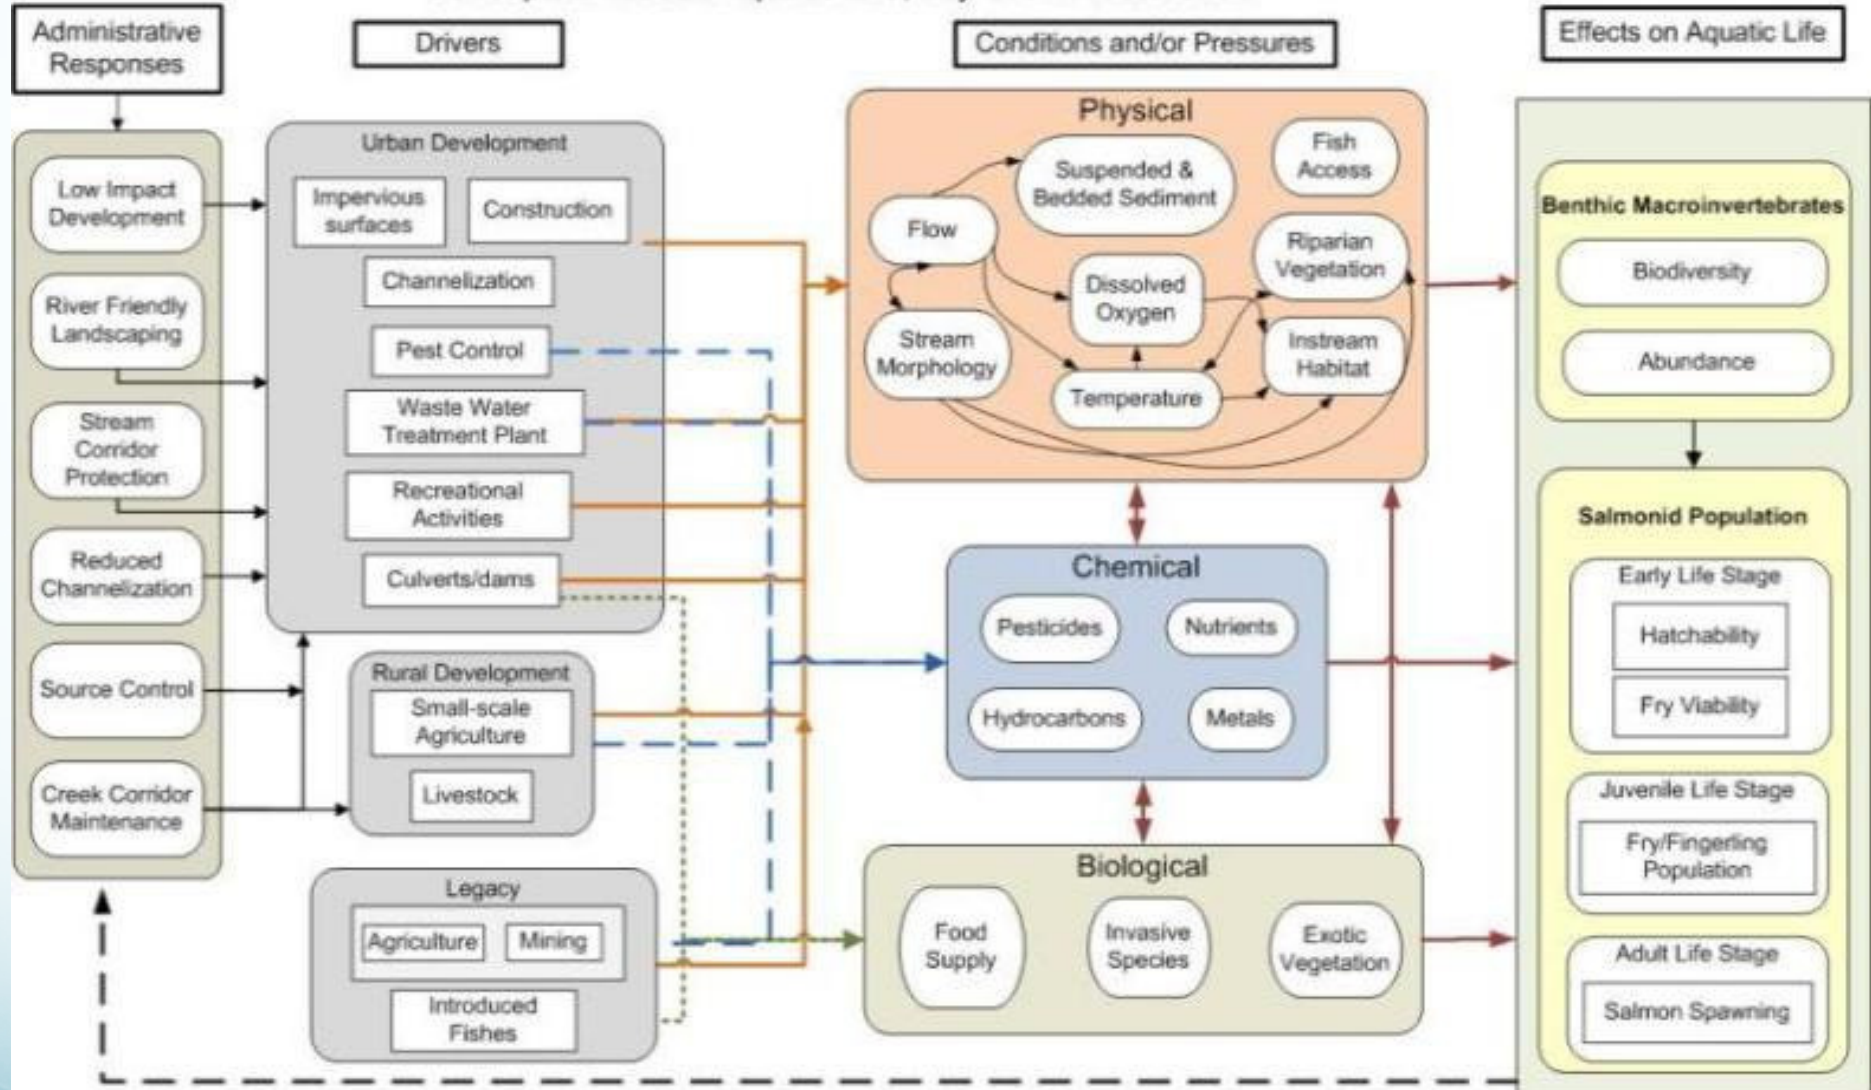 Administrative
Responses
Drivers
Conditions and/or Pressures
Effects on Aquatic Life
Low Impact
Development
River Friendly
Landscaping
Stream
Corridor
Protection
Reduced
Channelization
Source Control
Creek Corridor
Maintenance
Urban Development
Impervious
surfaces
Construction
Channelization
Pest Control
Waste Water
Treatment Plant
Recreational
Activities
Culverts/dams
Rural Development
Small-scale
Agriculture
Livestock
Legacy
Agriculture
Mining
Introduced
Fishes
Physical
Suspended &
Bedded Sediment
Fish
Access
Flow
Riparian
Vegetation
Dissolved
Oxygen
Stream
Morphology
Instream
Habitat
Temperature
Chemical
Pesticides
Nutrients
Hydrocarbons
Metals
Biological
Food
Supply
Invasive
Species
Exotic
Vegetation
Benthic Macroinvertebrates
Biodiversity
Abundance
Salmonid Population
Early Life Stage
Hatchability
Fry Viability
Juvenile Life Stage
Fry/Fingerling
Population
Adult Life Stage
Salmon Spawning